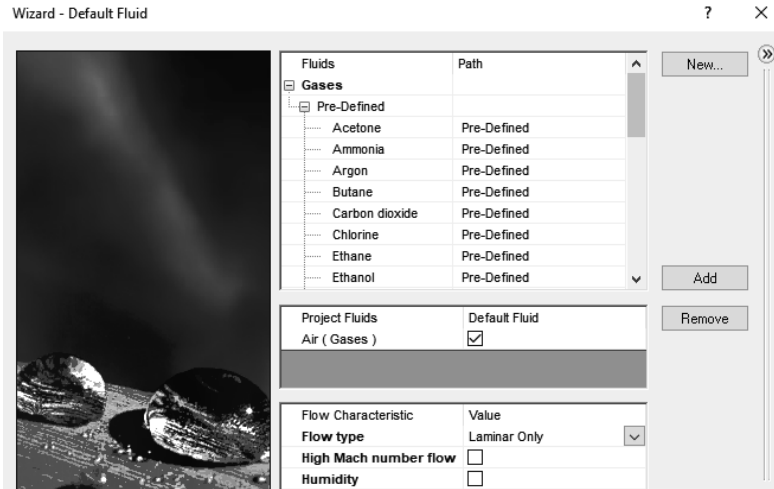 Wizard - Default Fluid ?
Fluids Path
Gases
Pre-Defined
Acetone Pre-Defined
Ammonia Pre-Defined
Argon Pre-Defined
Butane Pre-Defined
Carbon dioxide Pre-Defined
Chlorine Pre-Defined
Ethane Pre-Defined
Ethanol Pre-Defined
New...
Add
Project Fluids Default Fluid
Air ( Gases )
Remove
Flow Characteristic Value
Flow type Laminar Only
High Mach number flow
Humidity